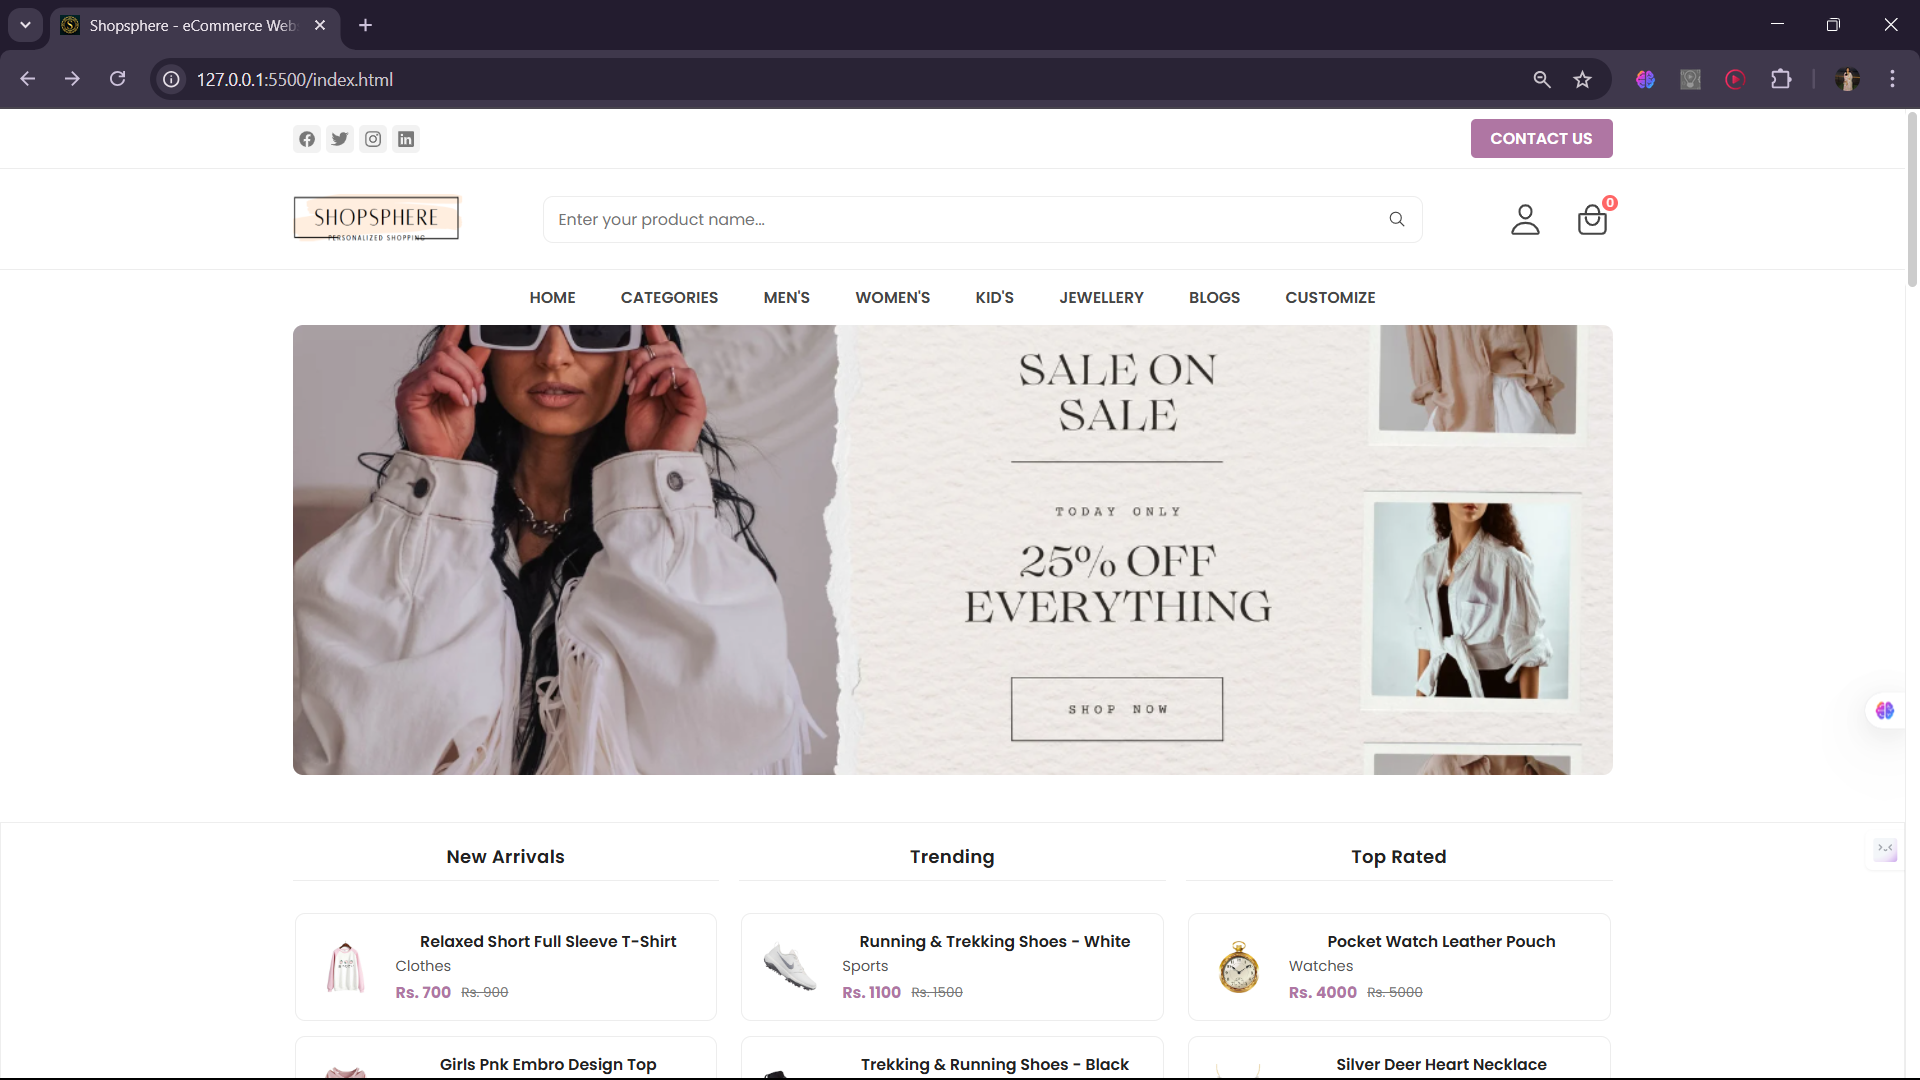 Shopsphere - eCommerce Web
127.0.0.1:5500/index.html
CONTACT US
SHOPSPHERE
PERSONALIZED SHOPPING
Enter your product name...
0
HOME CATEGORIES MEN'S WOMEN'S KID'S JEWELLERY BLOGS CUSTOMIZE
SALE ON
SALE
TODAY ONLY
25% OFF
EVERYTHING
SHOP NOW
New Arrivals
Relaxed Short Full Sleeve T-Shirt
Clothes
Rs. 700 Rs. 900
Girls Pnk Embro Design Top
Trending
Running & Trekking Shoes - White
Sports
Rs. 1100 Rs. 1500
Trekking & Running Shoes - Black
Top Rated
Pocket Watch Leather Pouch
Watches
Rs. 4000 Rs. 5000
Silver Deer Heart Necklace